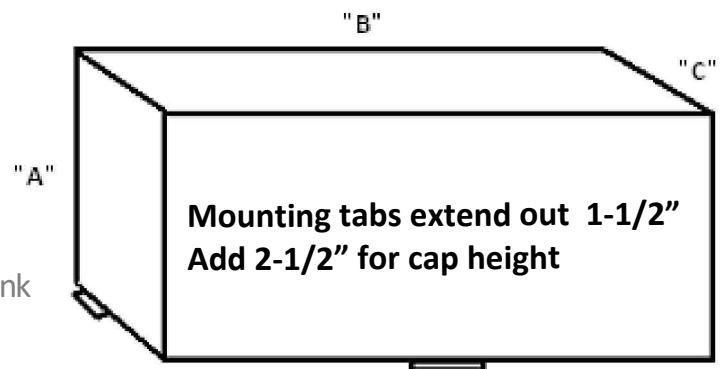 "B"
"C"
"A"
Mounting tabs extend out 1-1/2”
Add 2-1/2” for cap height
nk